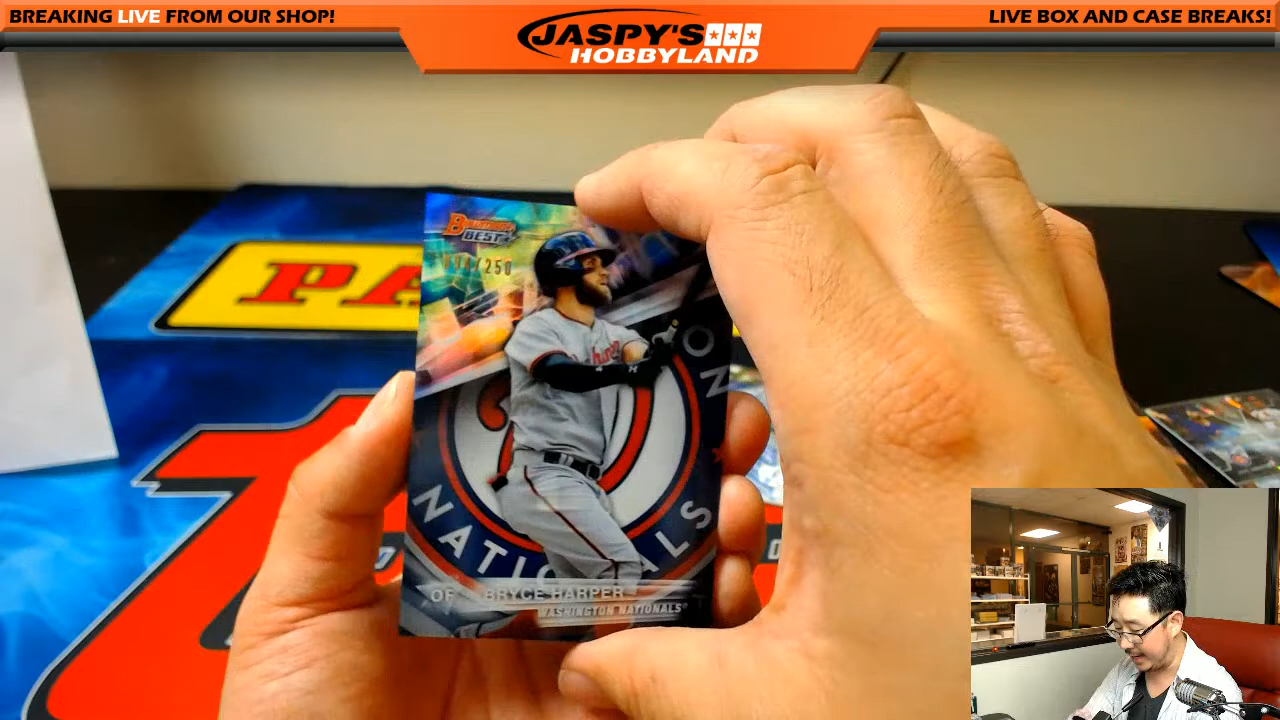 BREAKING LIVE FROM OUR SHOP!
JASPY'S
HOBBYLAND
LIVE BOX AND CASE BREAKS!
BOWMAN'S
BEST
/250
PA
NATIONALS
OF BRYCE HARPER
WASHINGTON NATIONALS